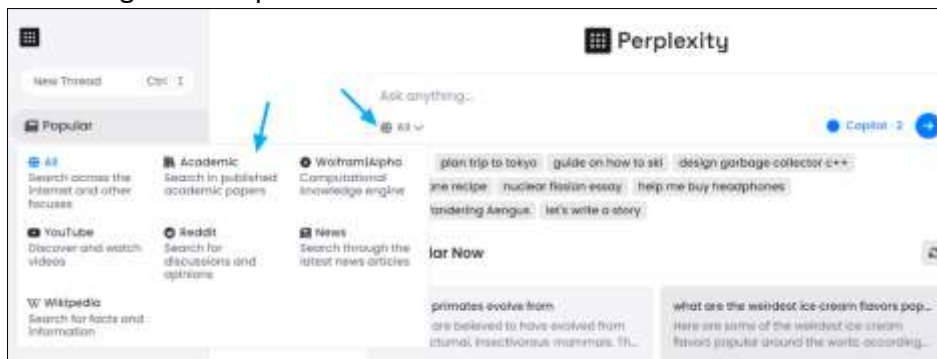 Perplexity
New Thread Ctrl I
Ask anything...
Popular
All
Copilot · 2
All
Search across the
internet and other
focuses
Academic
Search in published
academic papers
Wolfram|Alpha
Computational
knowledge engine
YouTube
Discover and watch
videos
Reddit
Search for
discussions and
opinions
News
Search through the
latest news articles
Wikipedia
Search for facts and
information
plan trip to tokyo guide on how to ski design garbage collector c++
recipe nuclear fission essay help me buy headphones
Aengus let's write a story
Now
primates evolve from
are believed to have evolved from
insectivorous mammals. Th...
what are the weirdest ice cream flavors pop...
Here are some of the weirdest ice cream
flavors popular around the world according...